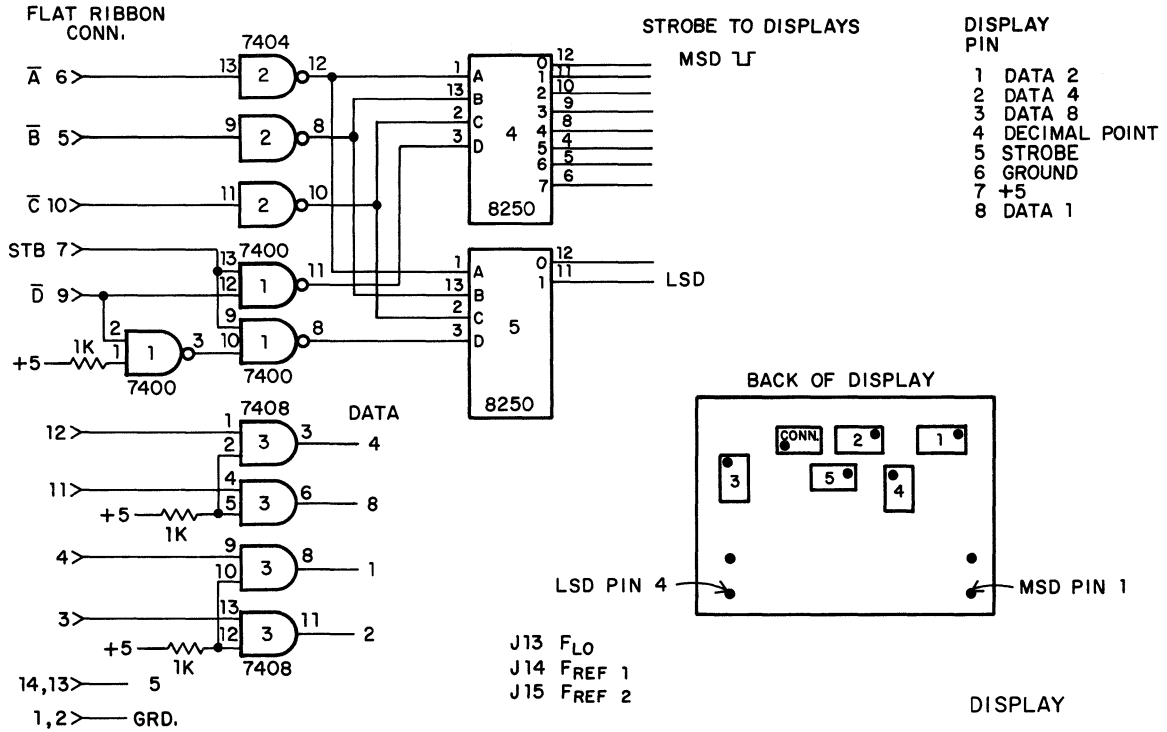 FLAT RIBBON
CONN.
7404
A̅ 6 13 2 12
B̅ 5 9 2 8
C̅ 10 11 2 10
STB 7
7400
13
12 1 11
D̅ 9
9
10 1 8
7400
2
1 1 3
+5 1K
7400
7408
DATA
12 1
2 3 3 4
11 4
5 3 6 8
+5 1K
4 9
10 3 8 1
3 13
12 3 11 2
+5 1K
7408
14,13 5
1,2 GRD.
STROBE TO DISPLAYS
MSD
1 A 0 12
1 11
13 B 2 10
2 C 3 9
3 D 4 4 8
5 4
6 5
7 6
8250
1 A 0 12
13 B 1 11 LSD
2 C
3 D 5
8250
DISPLAY
PIN
1 DATA 2
2 DATA 4
3 DATA 8
4 DECIMAL POINT
5 STROBE
6 GROUND
7 +5
8 DATA 1
BACK OF DISPLAY
CONN. 2 1
3 5 4
LSD PIN 4 MSD PIN 1
J13 FLO
J14 FREF 1
J15 FREF 2
DISPLAY